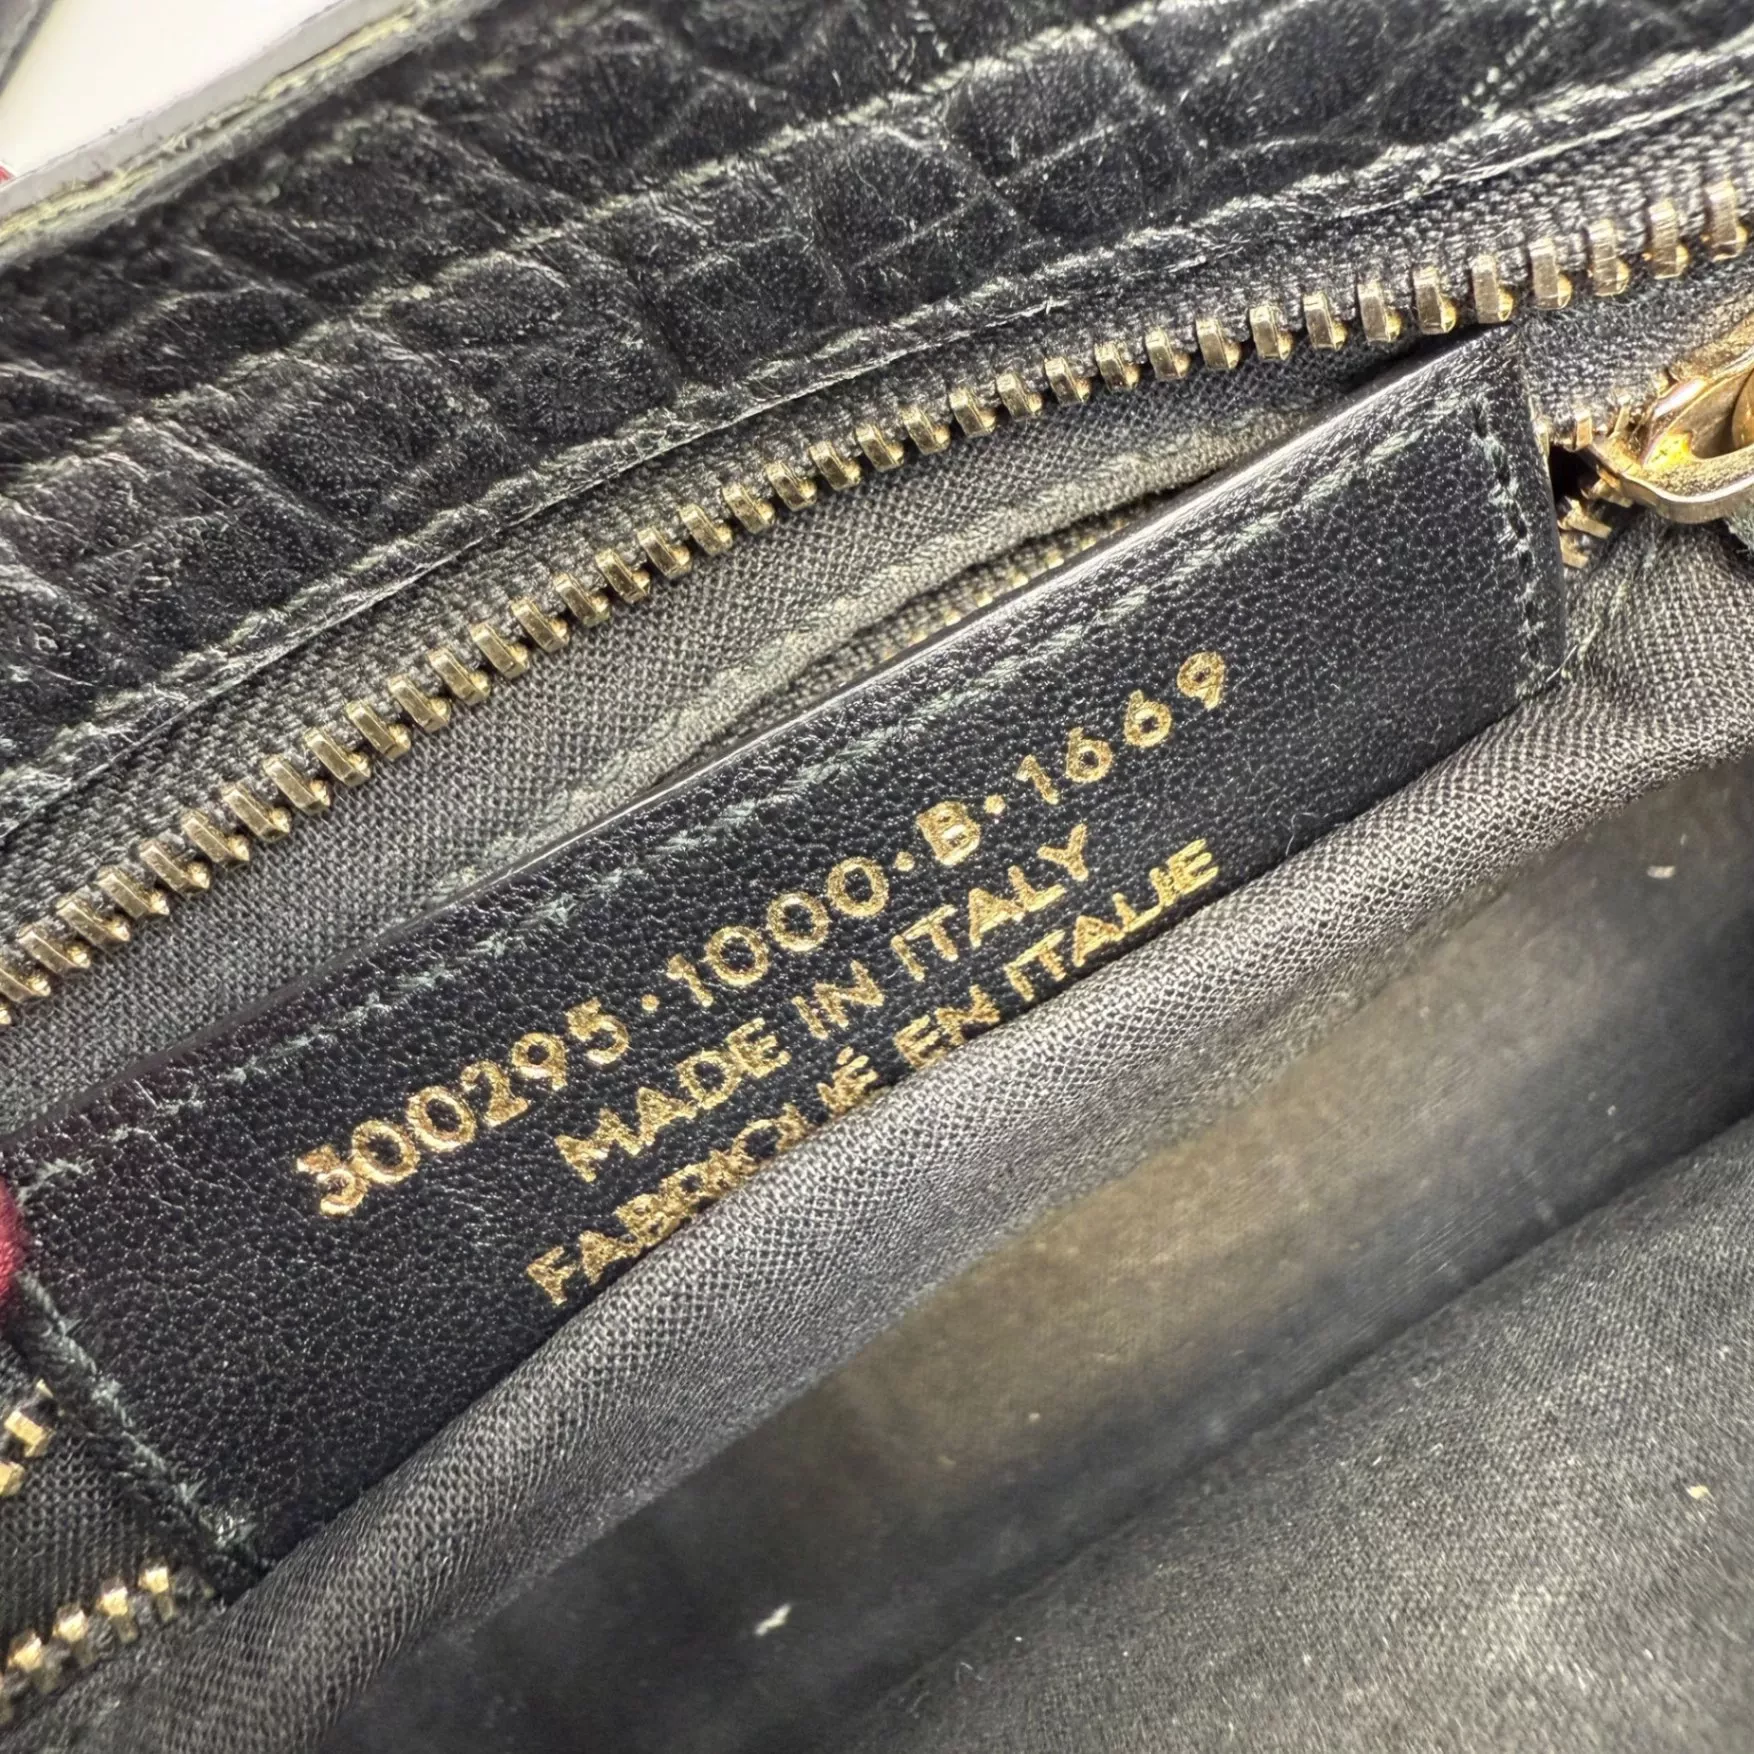 300295·1000·B·1669
MADE IN ITALY
FABRIQUÉ EN ITALIE